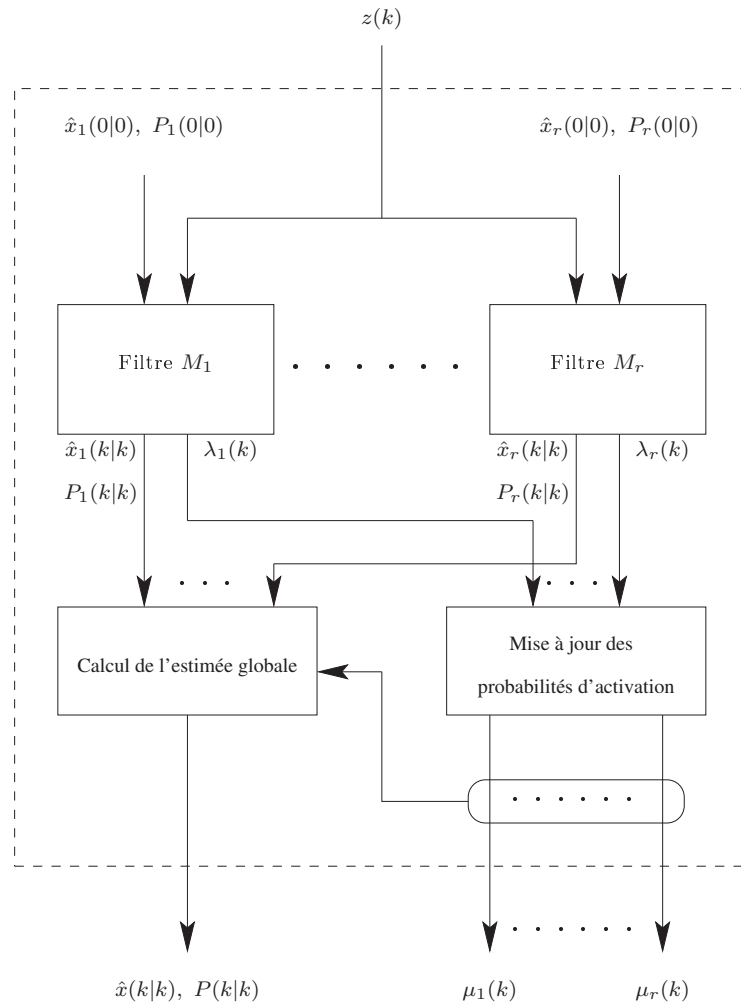 z(k)
x̂₁(0|0), P₁(0|0)
x̂ᵣ(0|0), Pᵣ(0|0)
Filtre M₁
Filtre Mᵣ
x̂₁(k|k)
λ₁(k)
x̂ᵣ(k|k)
λᵣ(k)
P₁(k|k)
Pᵣ(k|k)
Calcul de l'estimée globale
Mise à jour des
probabilités d'activation
x̂(k|k), P(k|k)
μ₁(k)
μᵣ(k)